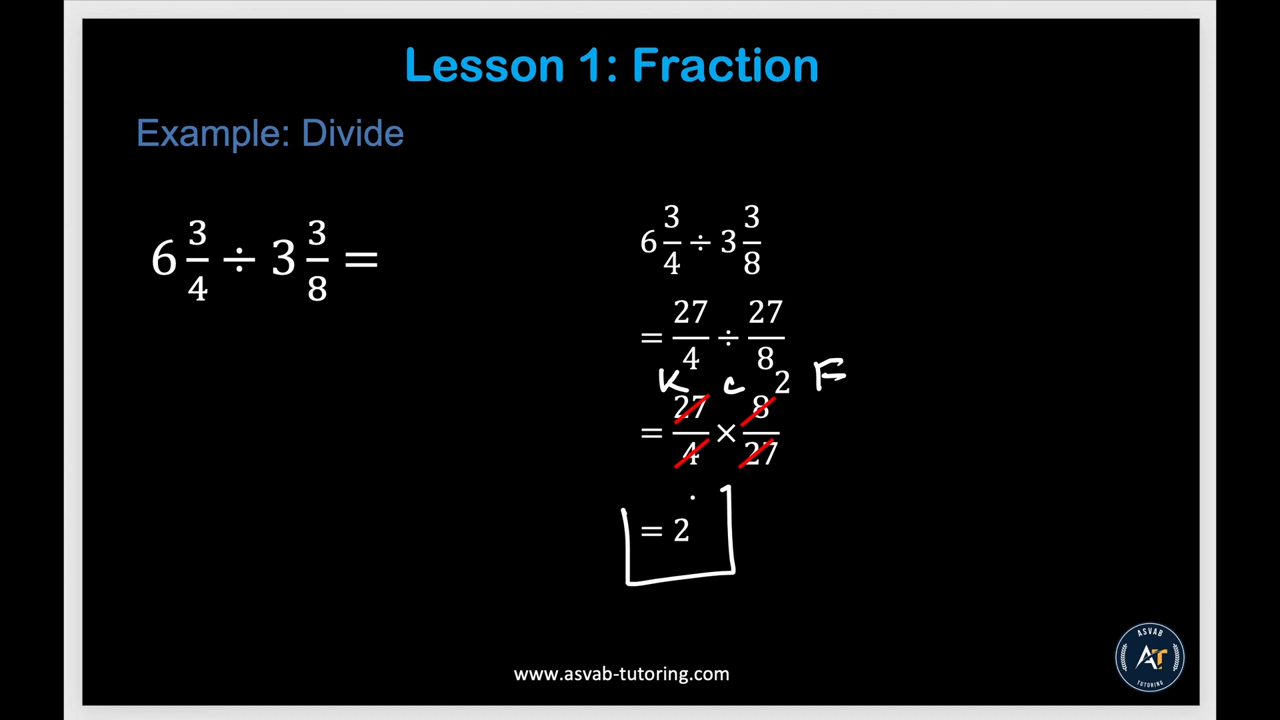 Lesson 1: Fraction
Example: Divide
6 3/4 ÷ 3 3/8 =
6 3/4 ÷ 3 3/8
= 27/4 ÷ 27/8
K C 2 F
= 27/4 × 8/27
= 2
www.asvab-tutoring.com
ASVAB
AT
TUTORING